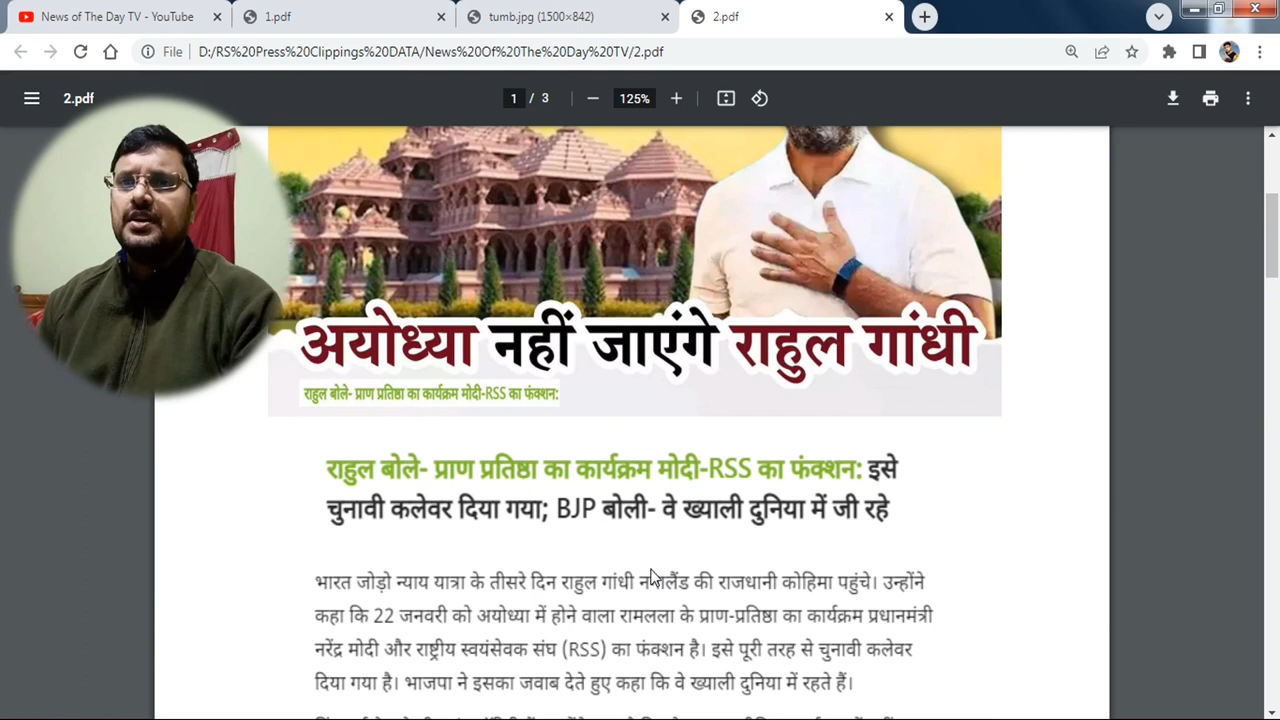 News of The Day TV - YouTube
1.pdf
tumb.jpg (1500×842)
2.pdf
File
D:/RS%20Press%20Clippings%20DATA/News%20Of%20The%20Day%20TV/2.pdf
2.pdf
1 / 3
125%
अयोध्या नहीं जाएंगे राहुल गांधी
राहुल बोले- प्राण प्रतिष्ठा का कार्यक्रम मोदी-RSS का फंक्शन:
राहुल बोले- प्राण प्रतिष्ठा का कार्यक्रम मोदी-RSS का फंक्शन: इसे
चुनावी कलेवर दिया गया; BJP बोली- वे ख्याली दुनिया में जी रहे
भारत जोड़ो न्याय यात्रा के तीसरे दिन राहुल गांधी की राजधानी कोहिमा पहुंचे। उन्होंने
कहा कि 22 जनवरी को अयोध्या में होने वाला रामलला के प्राण-प्रतिष्ठा का कार्यक्रम प्रधानमंत्री
नरेंद्र मोदी और राष्ट्रीय स्वयंसेवक संघ (RSS) का फंक्शन है। इसे पूरी तरह से चुनावी कलेवर
दिया गया है। भाजपा ने इसका जवाब देते हुए कहा कि वे ख्याली दुनिया में रहते हैं।